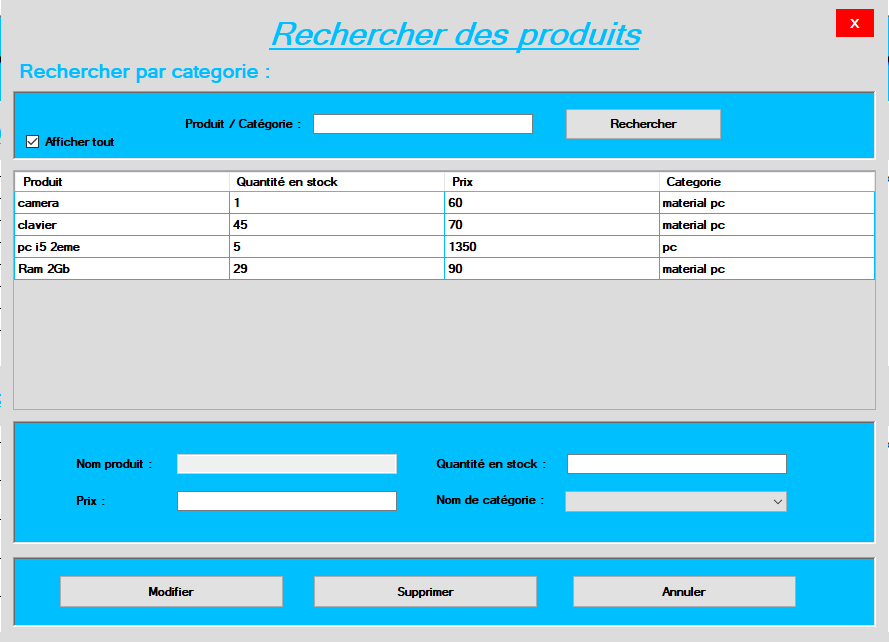 Rechercher des produits
X
Rechercher par categorie :
Produit / Catégorie :
Rechercher
Afficher tout
Produit Quantité en stock Prix Categorie
camera 1 60 material pc
clavier 45 70 material pc
pc i5 2eme 5 1350 pc
Ram 2Gb 29 90 material pc
Nom produit : Quantité en stock :
Prix : Nom de catégorie :
Modifier Supprimer Annuler